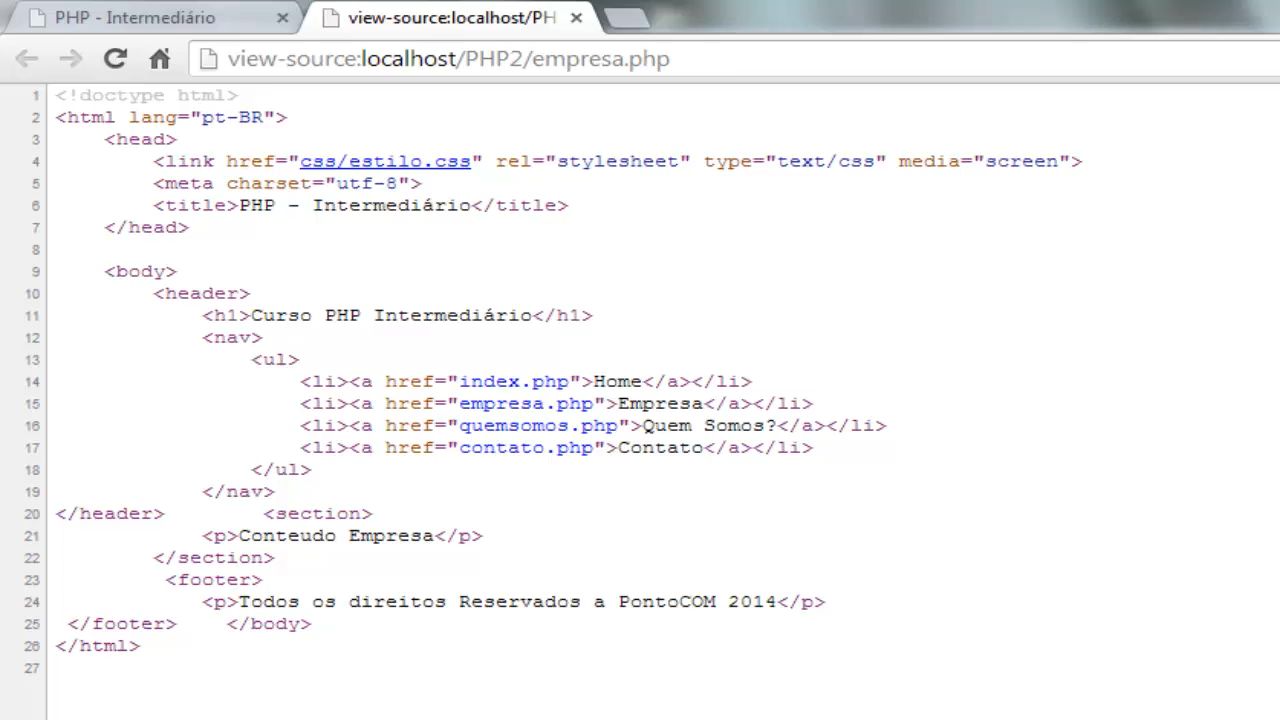 PHP - Intermediário
view-source:localhost/PH
view-source:localhost/PHP2/empresa.php
1 <!doctype html>
2 <html lang="pt-BR">
3 <head>
4 <link href="css/estilo.css" rel="stylesheet" type="text/css" media="screen">
5 <meta charset="utf-8">
6 <title>PHP - Intermediário</title>
7 </head>
8
9 <body>
10 <header>
11 <h1>Curso PHP Intermediário</h1>
12 <nav>
13 <ul>
14 <li><a href="index.php">Home</a></li>
15 <li><a href="empresa.php">Empresa</a></li>
16 <li><a href="quemsomos.php">Quem Somos?</a></li>
17 <li><a href="contato.php">Contato</a></li>
18 </ul>
19 </nav>
20 </header> <section>
21 <p>Conteudo Empresa</p>
22 </section>
23 <footer>
24 <p>Todos os direitos Reservados a PontoCOM 2014</p>
25 </footer> </body>
26 </html>
27